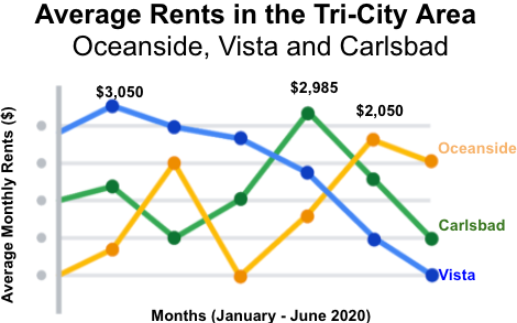 Average Rents in the Tri-City Area
Oceanside, Vista and Carlsbad
$3,050
$2,985
$2,050
Average Monthly Rents ($)
Oceanside
Carlsbad
Vista
Months (January - June 2020)